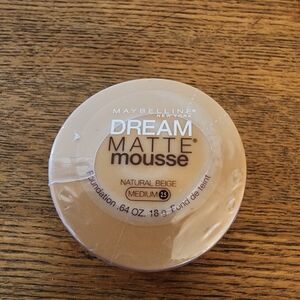 MAYBELLINE®
NEW YORK
DREAM
MATTE®
mousse
NATURAL BEIGE
MEDIUM
Foundation .64 OZ. 18 g Fond de teint